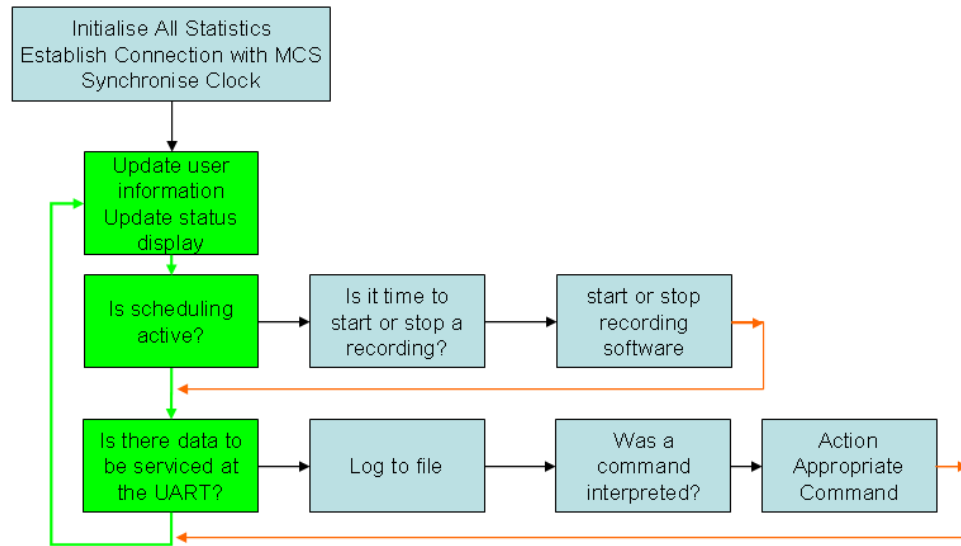 Initialise All Statistics
Establish Connection with MCS
Synchronise Clock
Update user
information
Update status
display
Is scheduling
active?
Is it time to
start or stop a
recording?
start or stop
recording
software
Is there data to
be serviced at
the UART?
Log to file
Was a
command
interpreted?
Action
Appropriate
Command